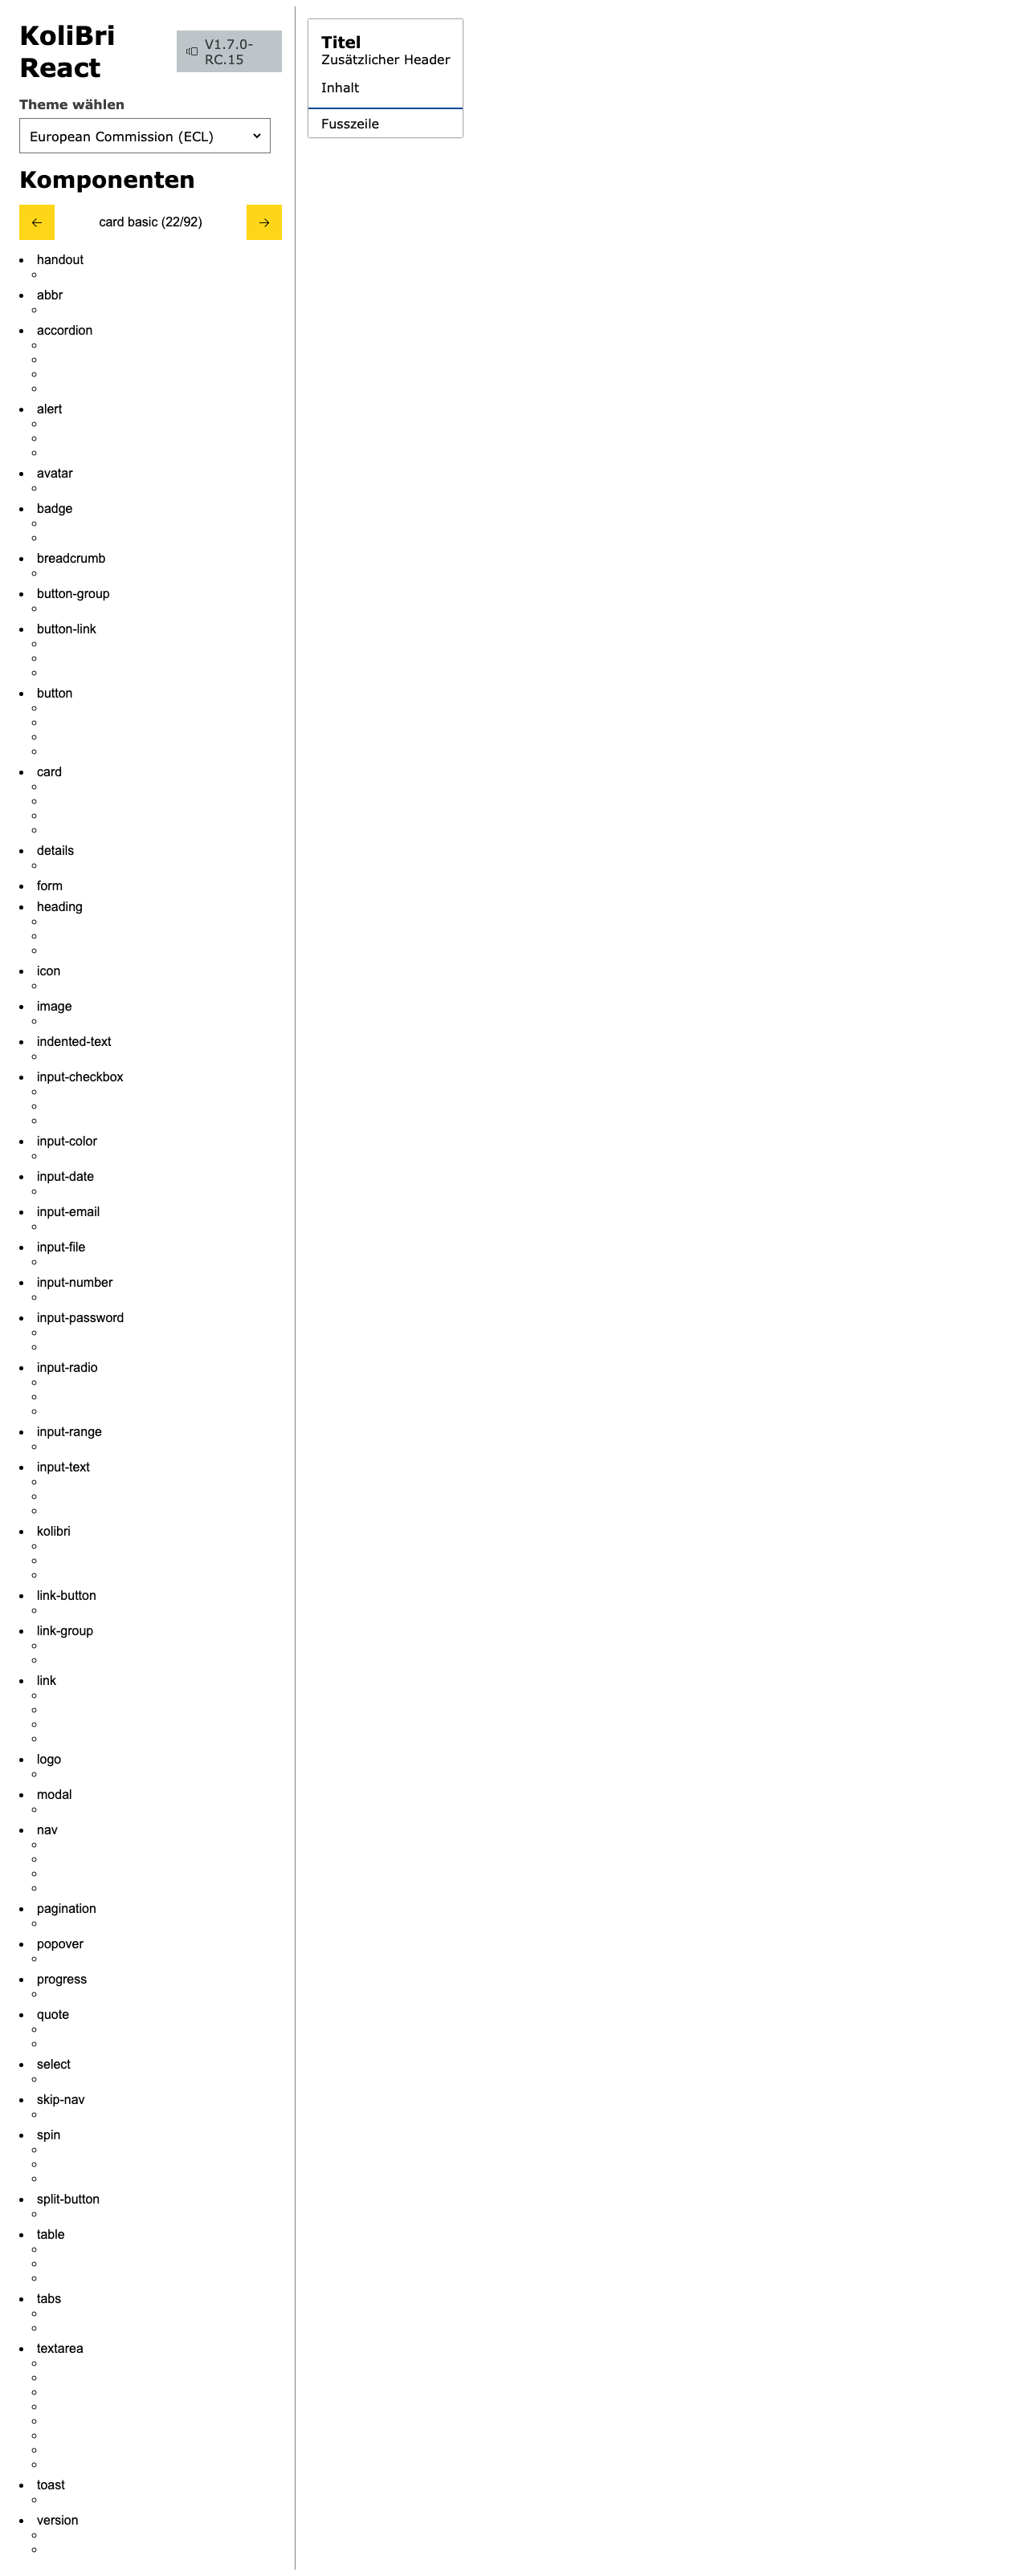 KoliBri
React
V1.7.0-
RC.15
Theme wählen
European Commission (ECL)
Komponenten
card basic (22/92)
handout
abbr
accordion
alert
avatar
badge
breadcrumb
button-group
button-link
button
card
details
form
heading
icon
image
indented-text
input-checkbox
input-color
input-date
input-email
input-file
input-number
input-password
input-radio
input-range
input-text
kolibri
link-button
link-group
link
logo
modal
nav
pagination
popover
progress
quote
select
skip-nav
spin
split-button
table
tabs
textarea
toast
version
Titel
Zusätzlicher Header
Inhalt
Fusszeile